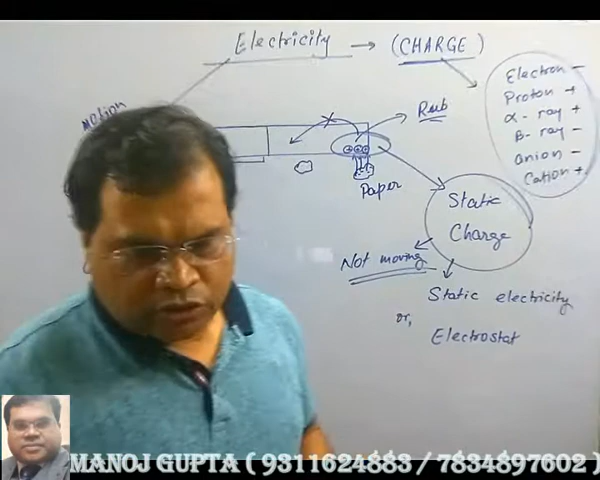 Electricity → (CHARGE)
Electron −
Proton +
α- ray +
β- ray −
anion −
Cation +
motion
Rub
Paper
Static
Charge
Not moving
Static electricity
or,
Electrostat
MANOJ GUPTA ( 9311624883 / 7834897602 )